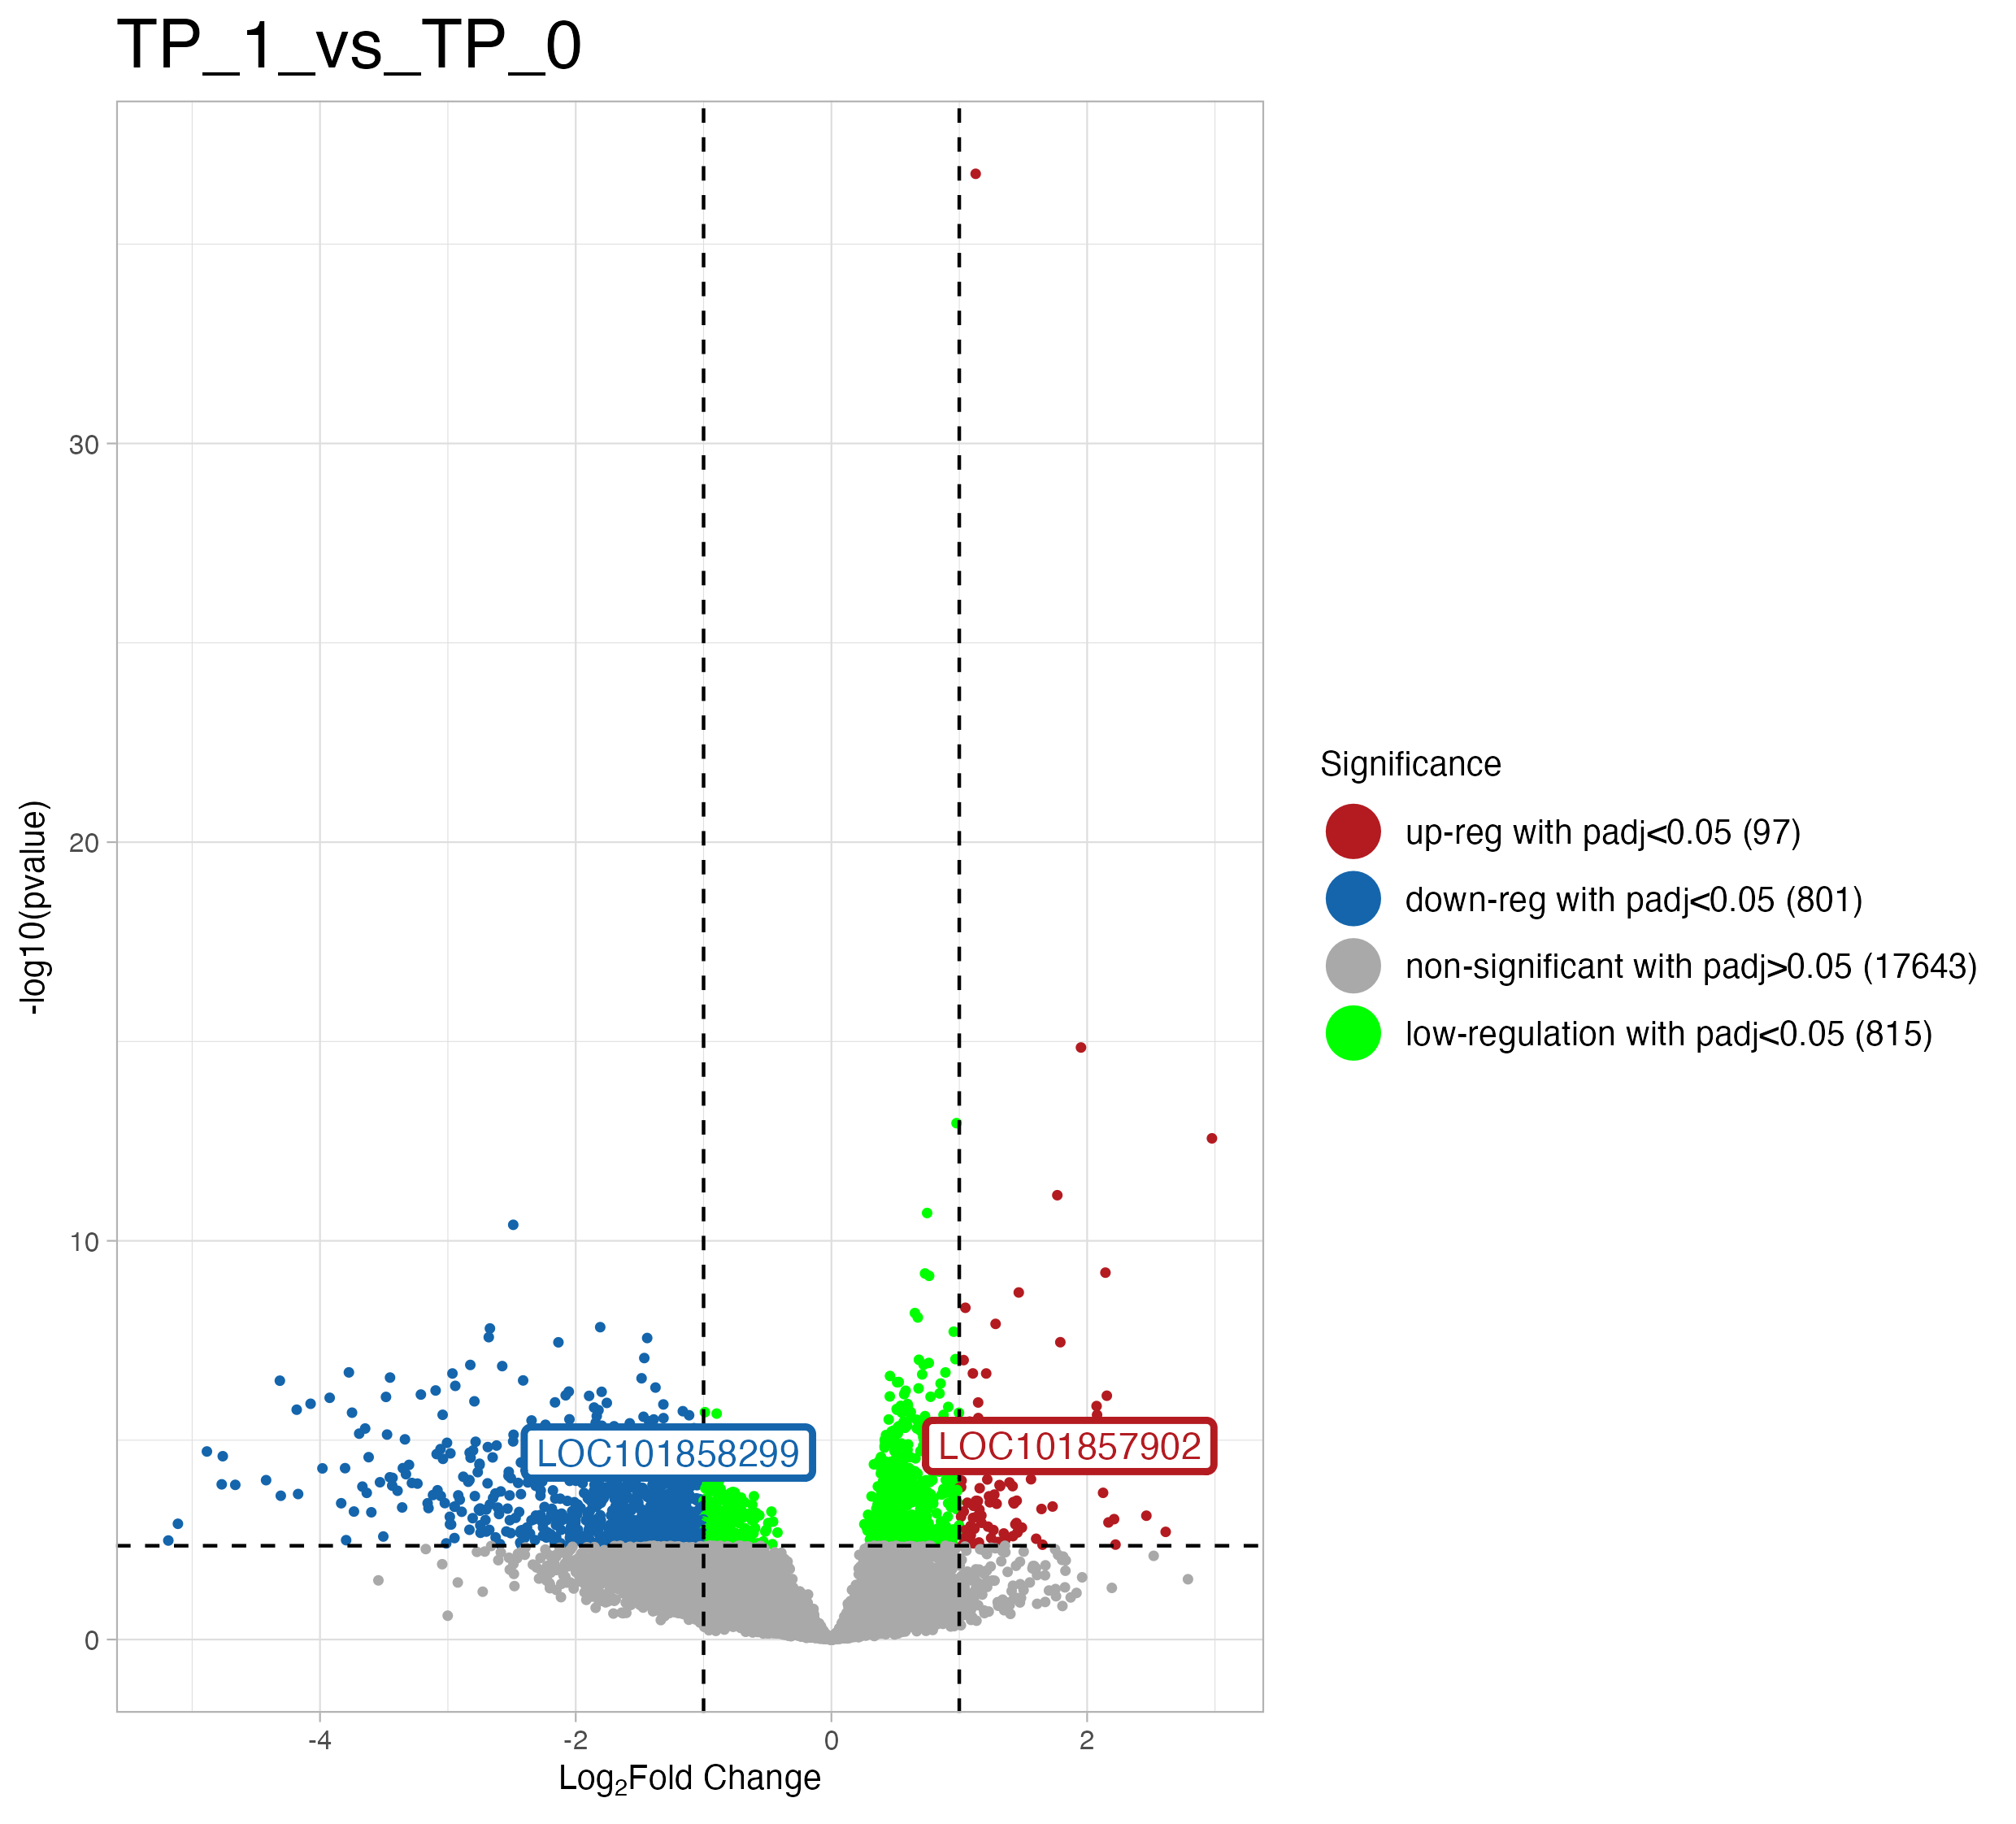 TP_1_vs_TP_0
-log10(pvalue)
30
20
10
0
LOC101858299
LOC101857902
-4
-2
0
2
Log₂Fold Change
Significance
up-reg with padj<0.05 (97)
down-reg with padj<0.05 (801)
non-significant with padj>0.05 (17643)
low-regulation with padj<0.05 (815)